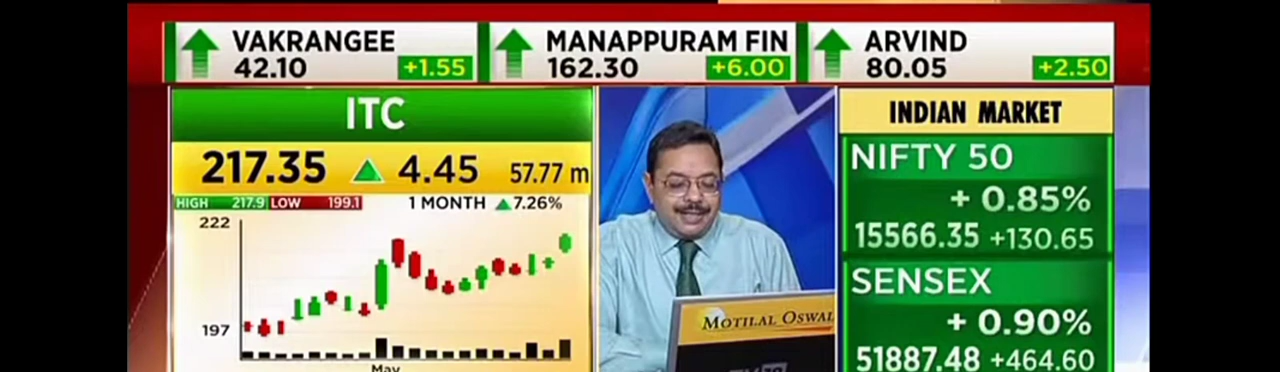 VAKRANGEE
42.10 +1.55
MANAPPURAM FIN
162.30 +6.00
ARVIND
80.05 +2.50
ITC
217.35 4.45 57.77 m
HIGH 217.9 LOW 199.1 1 MONTH 7.26%
222
197
May
MOTILAL OSWAL
INDIAN MARKET
NIFTY 50
+ 0.85%
15566.35 +130.65
SENSEX
+ 0.90%
51887.48 +464.60